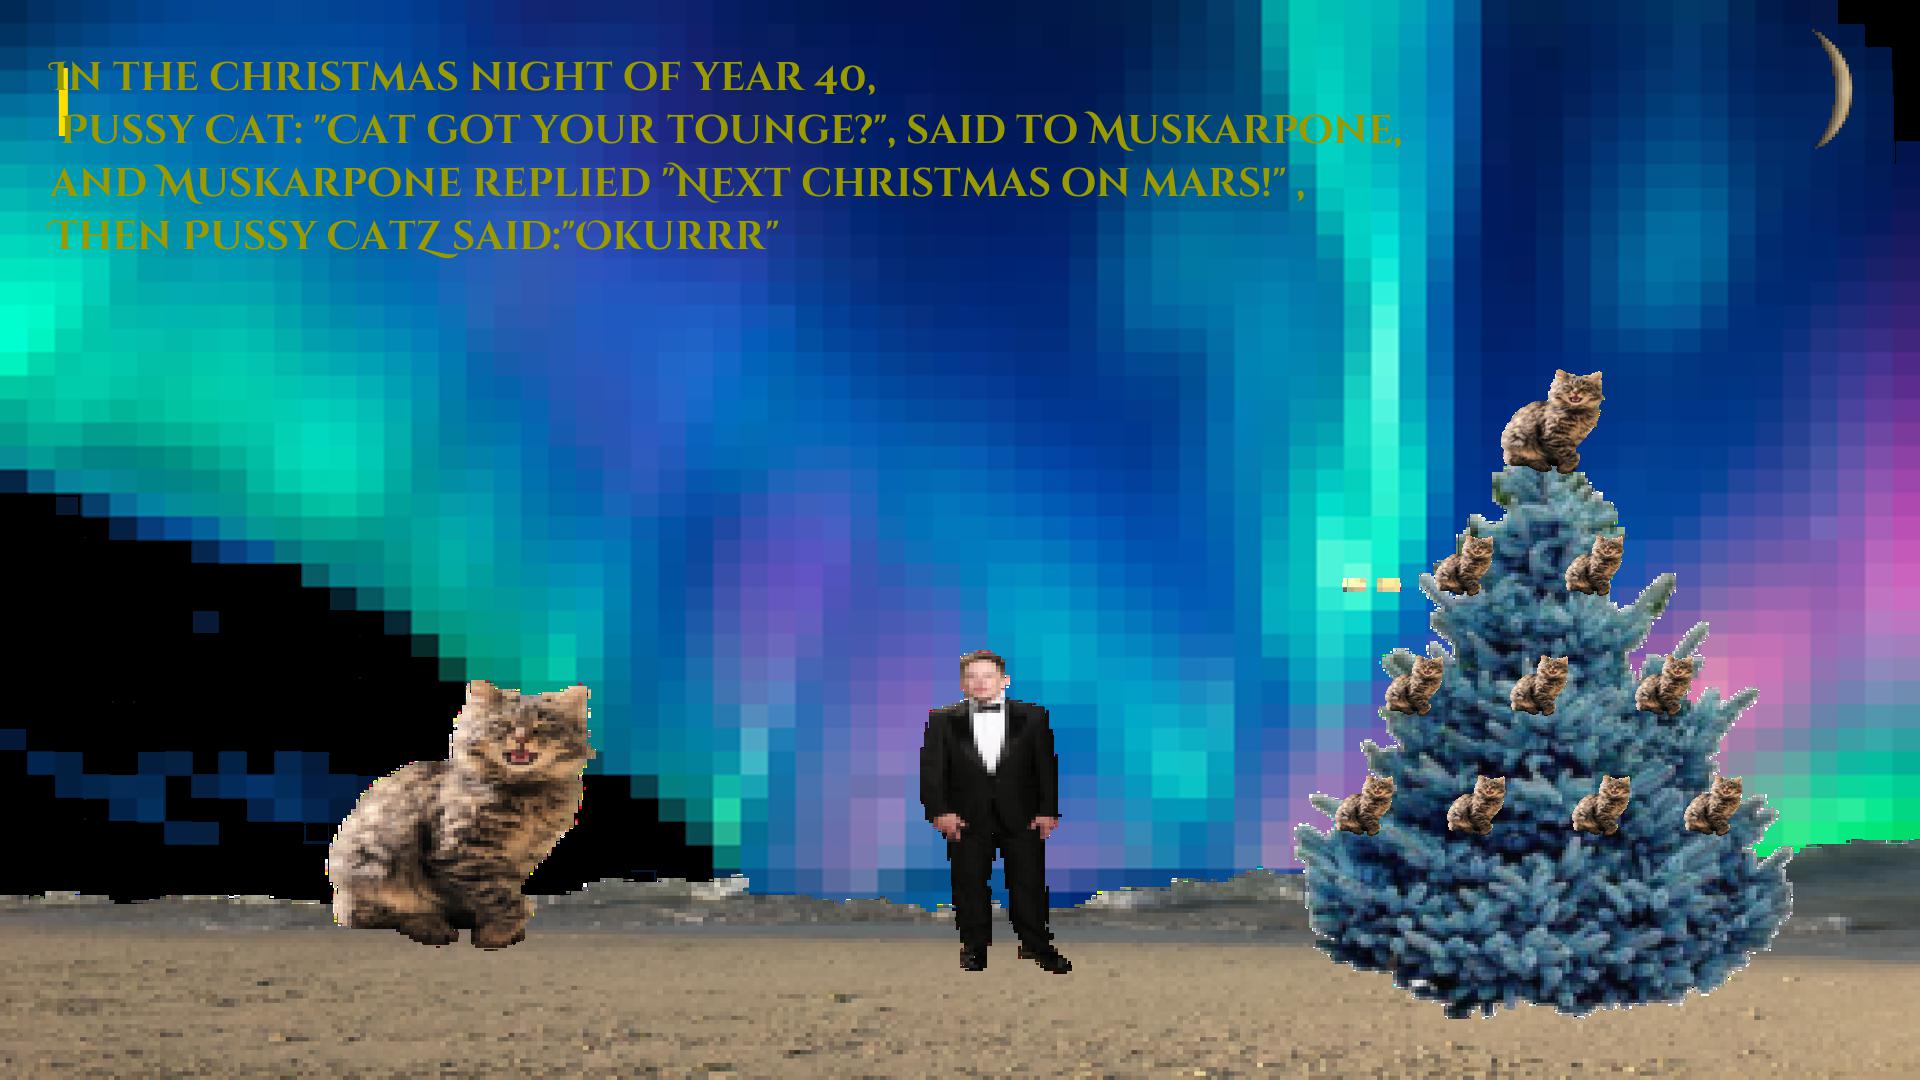 In the christmas night of year 40,
Pussy Cat: "Cat got your tounge?", said to Muskarpone,
and Muskarpone replied "Next christmas on mars!" ,
Then Pussy CatZ said:"Okurrr"